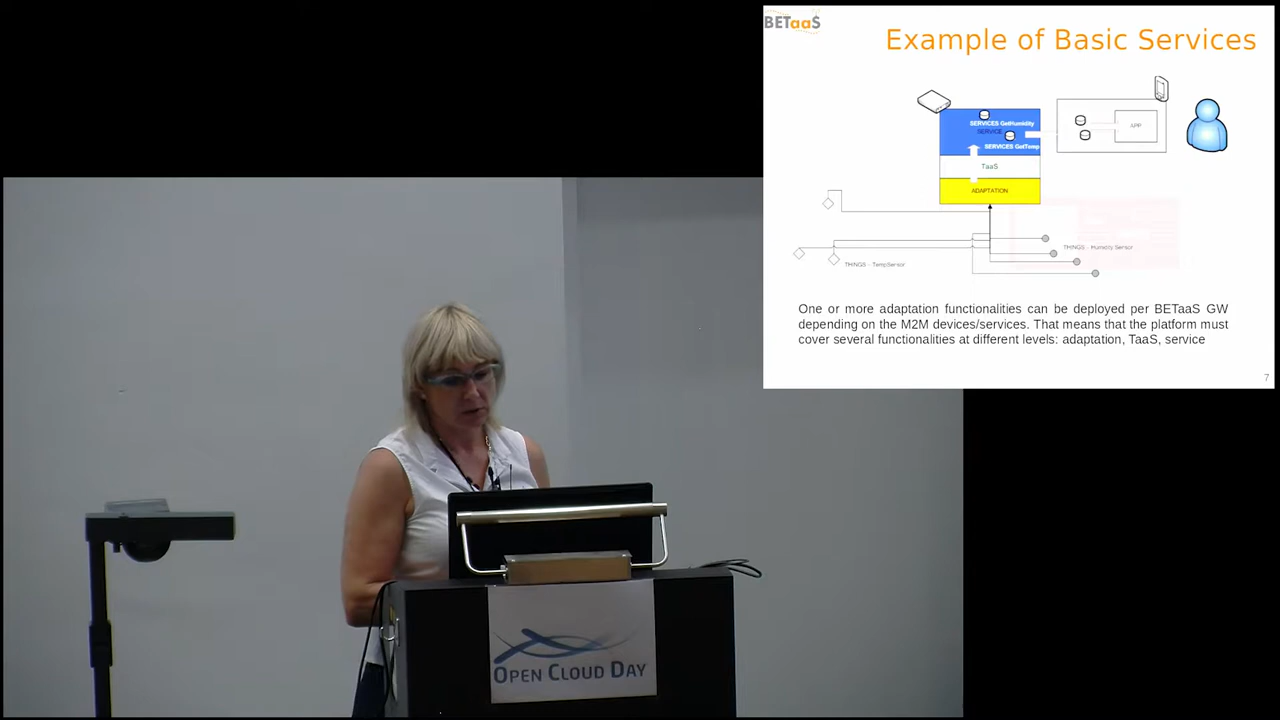 BETaaS
Example of Basic Services
SERVICES GetHumidity
SERVICE
SERVICES GetTemp
APP
TaaS
ADAPTATION
THINGS - Humidity Sensor
THINGS - TempSensor
One or more adaptation functionalities can be deployed per BETaaS GW
depending on the M2M devices/services. That means that the platform must
cover several functionalities at different levels: adaptation, TaaS, service
7
OPEN CLOUD DAY